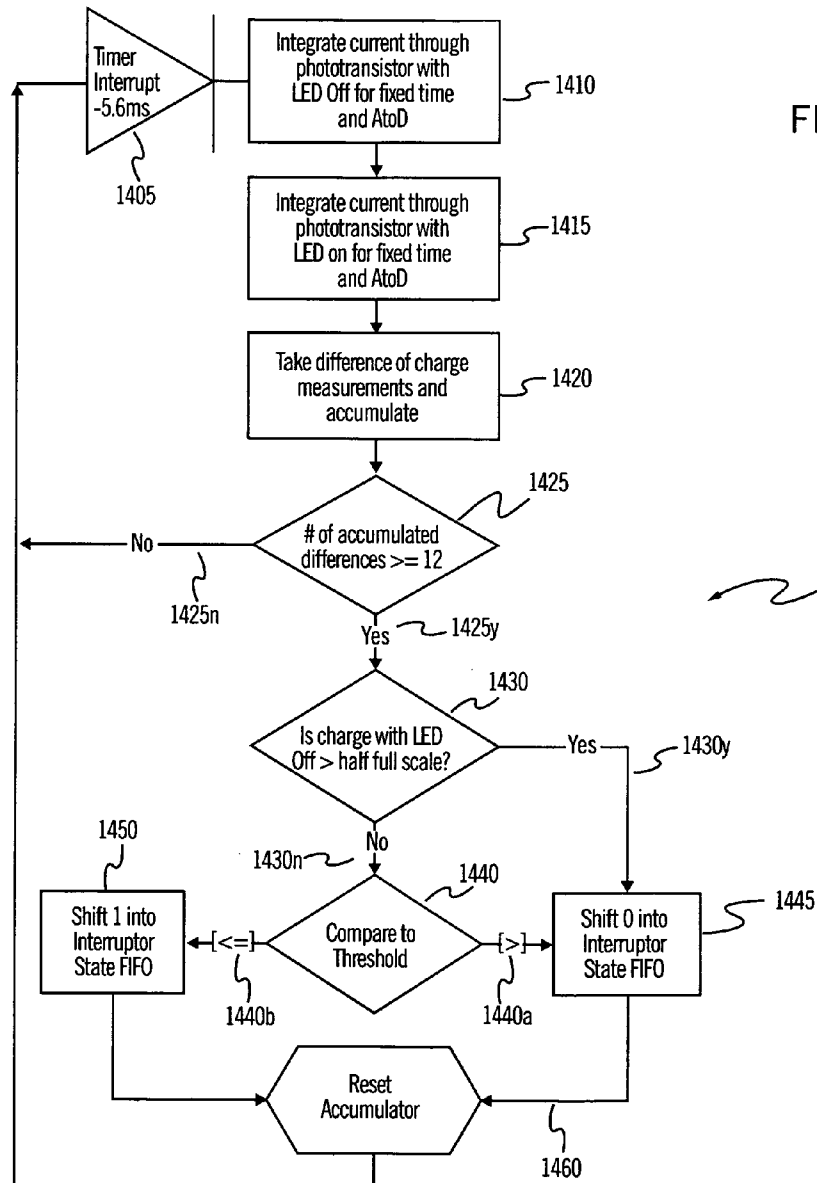 Timer
Interrupt
-5.6ms
1405
Integrate current through
phototransistor with
LED Off for fixed time
and AtoD
1410
FI
Integrate current through
phototransistor with
LED on for fixed time
and AtoD
1415
Take difference of charge
measurements and
accumulate
1420
1425
# of accumulated
differences >= 12
No
1425n
Yes
1425y
1430
Is charge with LED
Off > half full scale?
Yes
1430y
No
1430n
1450
1440
Shift 1 into
Interruptor
State FIFO
[<=]
Compare to
Threshold
[>]
Shift 0 into
Interruptor
State FIFO
1445
1440b
1440a
Reset
Accumulator
1460